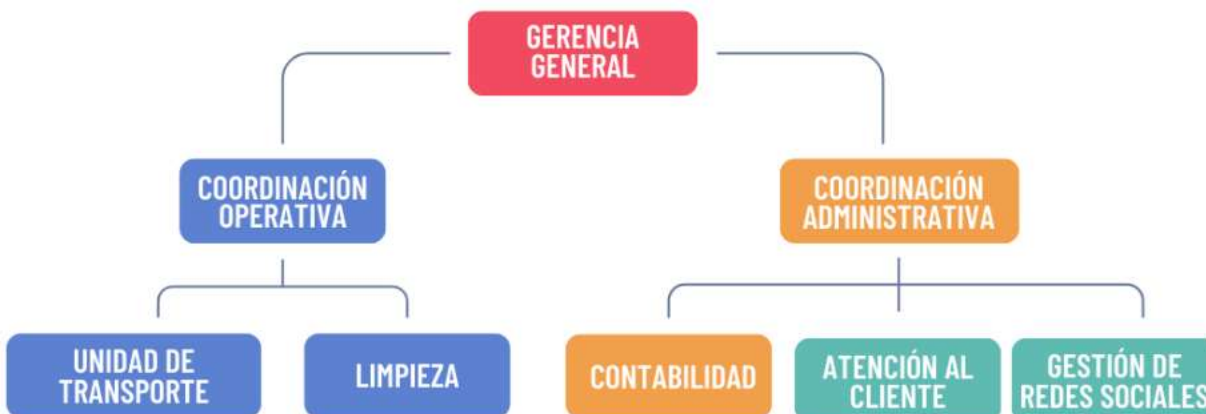 GERENCIA
GENERAL
COORDINACIÓN
OPERATIVA
COORDINACIÓN
ADMINISTRATIVA
UNIDAD DE
TRANSPORTE
LIMPIEZA
CONTABILIDAD
ATENCIÓN AL
CLIENTE
GESTIÓN DE
REDES SOCIALES